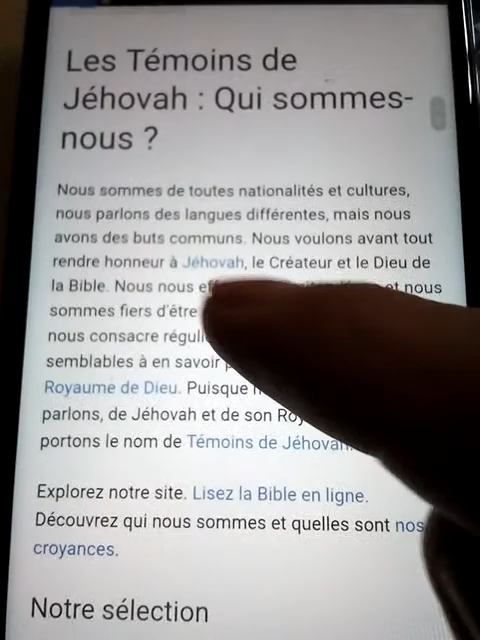 Les Témoins de
Jéhovah : Qui sommes-
nous ?
Nous sommes de toutes nationalités et cultures,
nous parlons des langues différentes, mais nous
avons des buts communs. Nous voulons avant tout
rendre honneur à Jéhovah, le Créateur et le Dieu de
la Bible. Nous nous et nous
sommes fiers d'être
nous consacre
semblables à en savoir
Royaume de Dieu. Puisque
parlons, de Jéhovah et de son
portons le nom de Témoins de Jéhovah.
Explorez notre site. Lisez la Bible en ligne.
Découvrez qui nous sommes et quelles sont nos
croyances.
Notre sélection